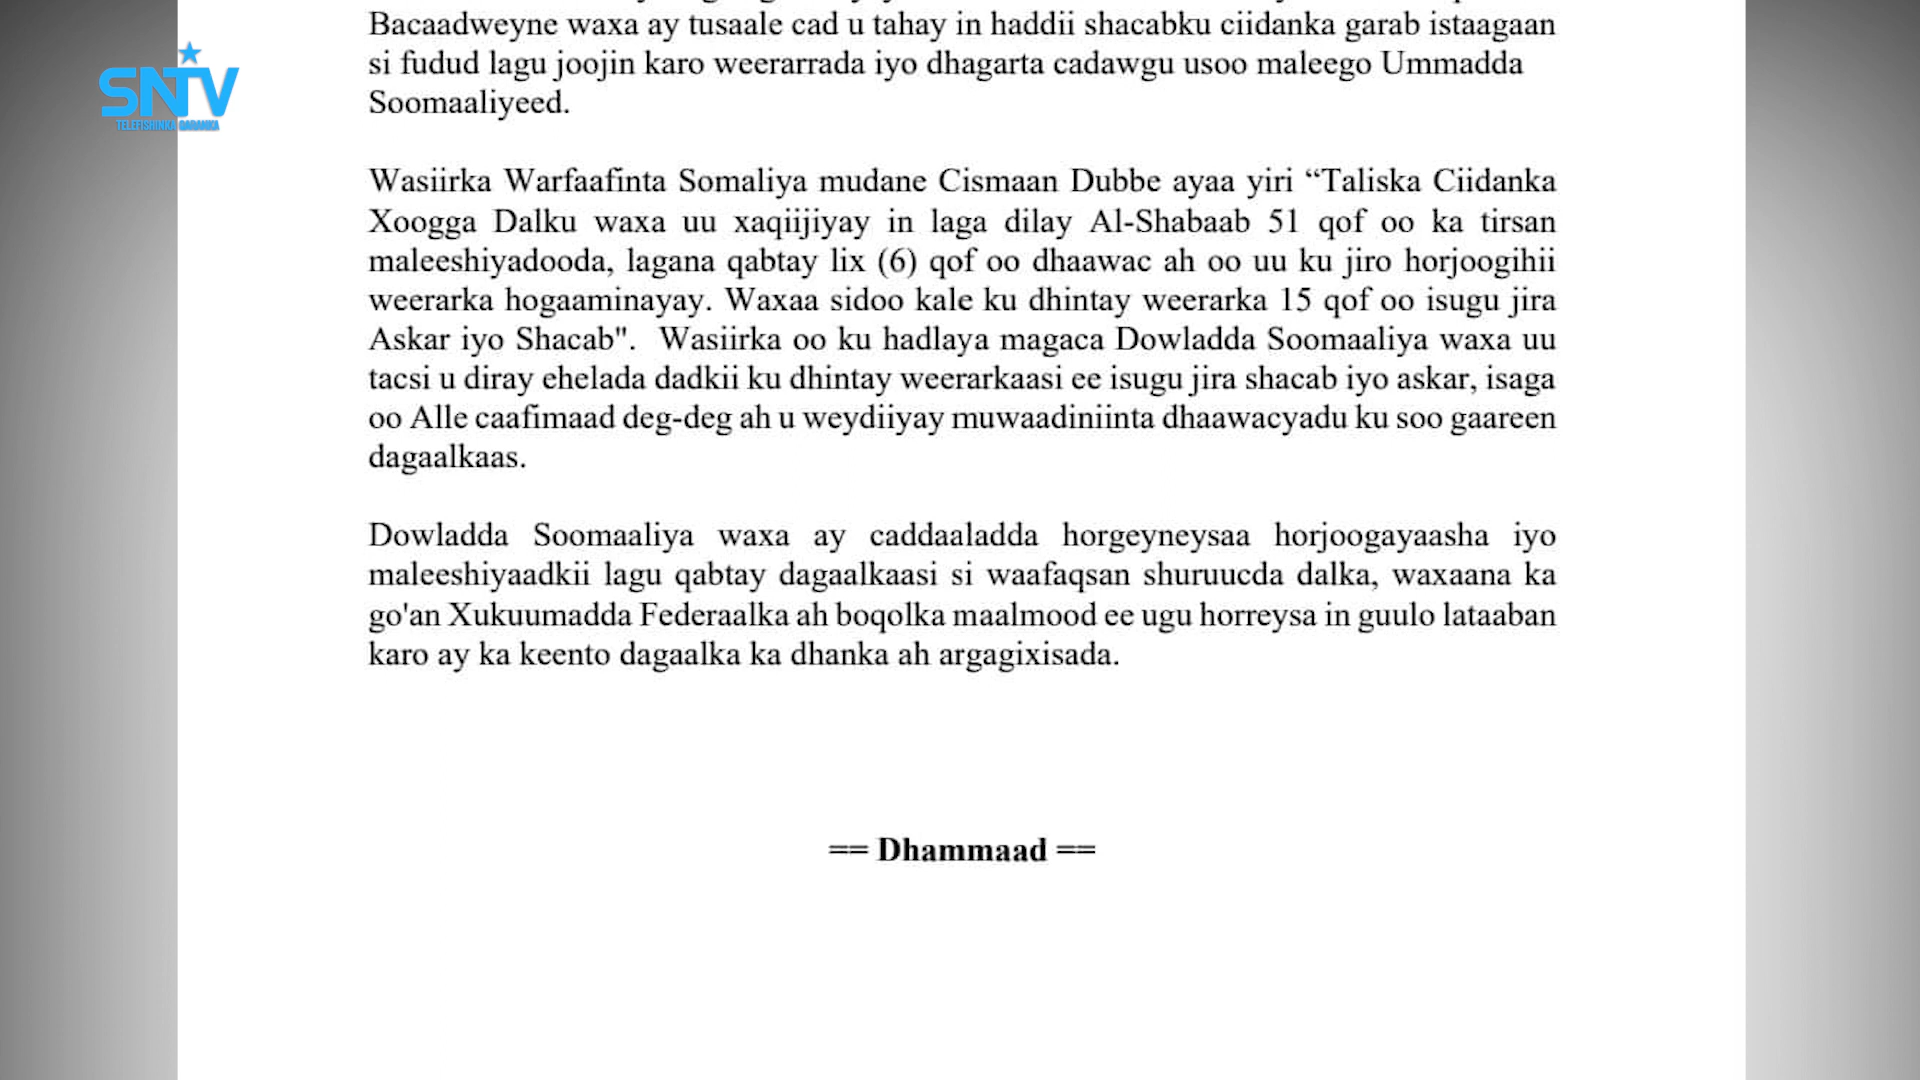 SNTV
TELEFISHINKA QARANKA
Bacaadweyne waxa ay tusaale cad u tahay in haddii shacabku ciidanka garab istaagaan
si fudud lagu joojin karo weerarrada iyo dhagarta cadawgu usoo maleego Ummadda
Soomaaliyeed.
Wasiirka Warfaafinta Somaliya mudane Cismaan Dubbe ayaa yiri “Taliska Ciidanka
Xoogga Dalku waxa uu xaqiijiyay in laga dilay Al-Shabaab 51 qof oo ka tirsan
maleeshiyadooda, lagana qabtay lix (6) qof oo dhaawac ah oo uu ku jiro horjoogihii
weerarka hogaaminayay. Waxaa sidoo kale ku dhintay weerarka 15 qof oo isugu jira
Askar iyo Shacab". Wasiirka oo ku hadlaya magaca Dowladda Soomaaliya waxa uu
tacsi u diray ehelada dadkii ku dhintay weerarkaasi ee isugu jira shacab iyo askar, isaga
oo Alle caafimaad deg-deg ah u weydiiyay muwaadiniinta dhaawacyadu ku soo gaareen
dagaalkaas.
Dowladda Soomaaliya waxa ay caddaaladda horgeyneysaa horjoogayaasha iyo
maleeshiyaadkii lagu qabtay dagaalkaasi si waafaqsan shuruucda dalka, waxaana ka
go'an Xukuumadda Federaalka ah boqolka maalmood ee ugu horreysa in guulo lataaban
karo ay ka keento dagaalka ka dhanka ah argagixisada.
== Dhammaad ==